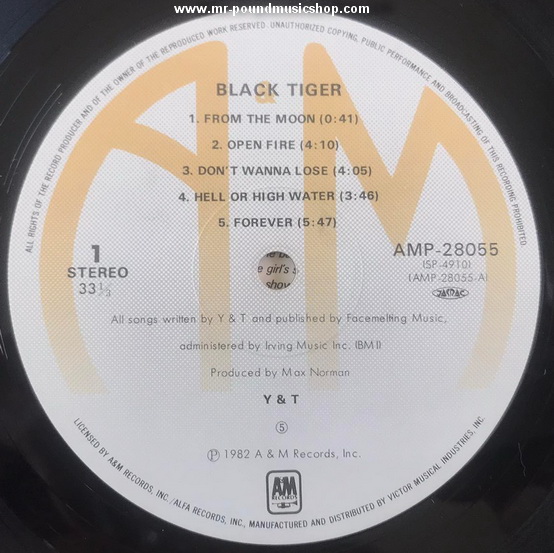 www.mr-poundmusicshop.com
ALL RIGHTS OF THE RECORD PRODUCER AND OF THE OWNER OF THE REPRODUCED WORK RESERVED. UNAUTHORIZED COPYING, PUBLIC PERFORMANCE AND BROADCASTING OF THIS RECORDING PROHIBITED.
BLACK TIGER
1. FROM THE MOON (0:41)
2. OPEN FIRE (4:10)
3. DON'T WANNA LOSE (4:05)
4. HELL OR HIGH WATER (3:46)
5. FOREVER (5:47)
1
STEREO
33 1/3
AMP-28055
(SP-4910)
(AMP-28055-A)
e girl's
show
All songs written by Y & T and published by Facemelting Music,
administered by Irving Music Inc. (BMI)
Produced by Max Norman
Y & T
⑤
Ⓟ 1982 A & M Records, Inc.
A&M
RECORDS
LICENSED BY A&M RECORDS, INC./ALFA RECORDS, INC., MANUFACTURED AND DISTRIBUTED BY VICTOR MUSICAL INDUSTRIES, INC.